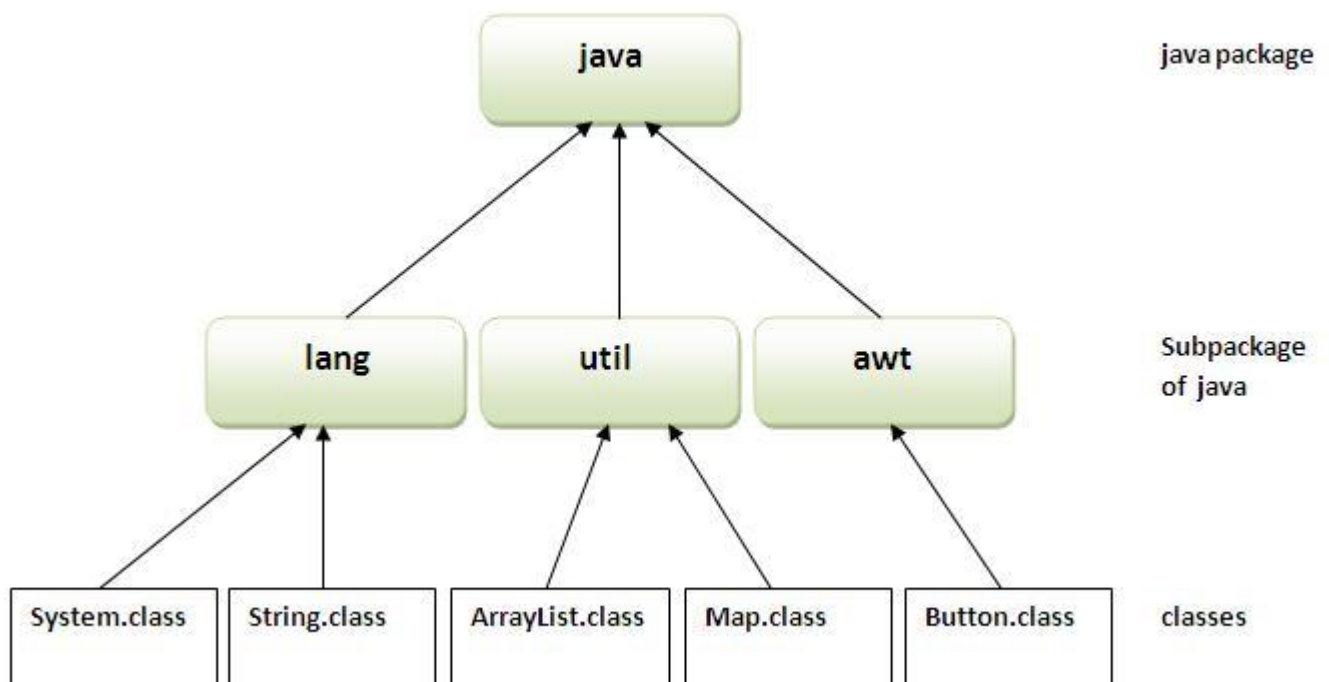 java
java package
lang
util
awt
Subpackage
of java
System.class
String.class
ArrayList.class
Map.class
Button.class
classes